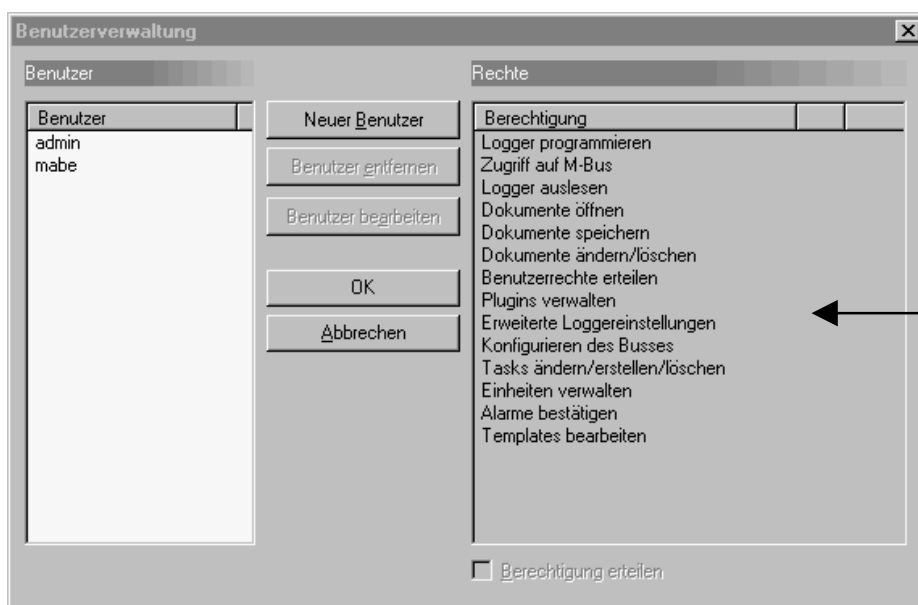 Benutzerverwaltung
Benutzer
Benutzer
admin
mabe
Neuer Benutzer
Benutzer entfernen
Benutzer bearbeiten
OK
Abbrechen
Rechte
Berechtigung
Logger programmieren
Zugriff auf M-Bus
Logger auslesen
Dokumente öffnen
Dokumente speichern
Dokumente ändern/löschen
Benutzerrechte erteilen
Plugins verwalten
Erweiterte Loggereinstellungen
Konfigurieren des Busses
Tasks ändern/erstellen/löschen
Einheiten verwalten
Alarme bestätigen
Templates bearbeiten
Berechtigung erteilen